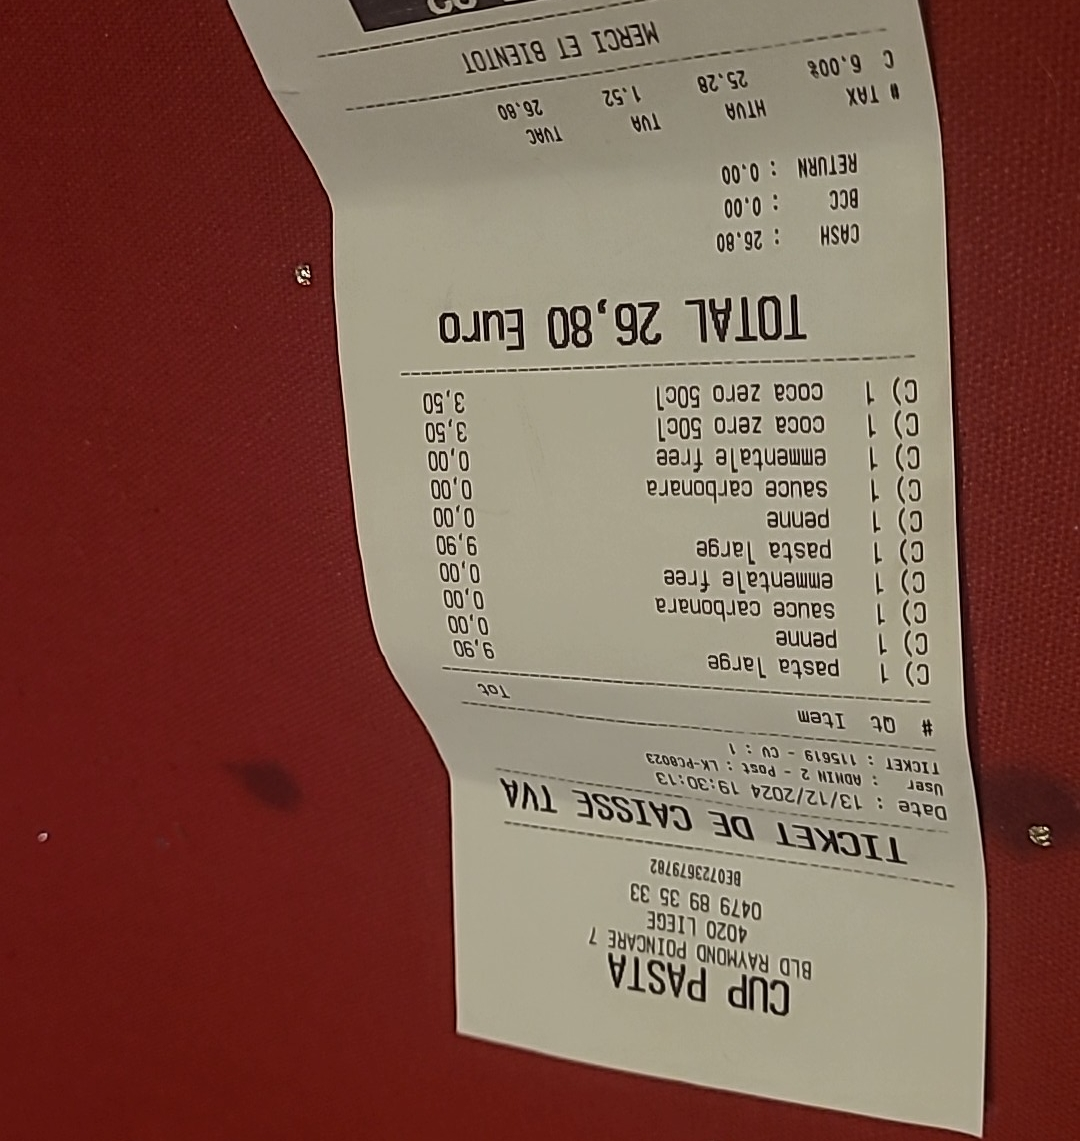 CUP PASTA
BLD RAYMOND POINCARE 7
4020 LIEGE
0479 89 35 33
BE0723679782
TICKET DE CAISSE TVA
Date : 13/12/2024 19:30:13
User : ADMIN 2 - Post : LK-PC8023
TICKET : 115619 - CU : 1
# Qt Item Tot
C) 1 pasta large 9,90
C) 1 penne 0,00
C) 1 sauce carbonara 0,00
C) 1 emmentale free 0,00
C) 1 pasta large 9,90
C) 1 penne 0,00
C) 1 sauce carbonara 0,00
C) 1 emmentale free 0,00
C) 1 coca zero 50cl 3,50
C) 1 coca zero 50cl 3,50
TOTAL 26,80 Euro
CASH : 26.80
BCC : 0.00
RETURN : 0.00
# TAX HTVA TVA TVAC
C 6.00% 25.28 1.52 26.80
MERCI ET BIENTOT